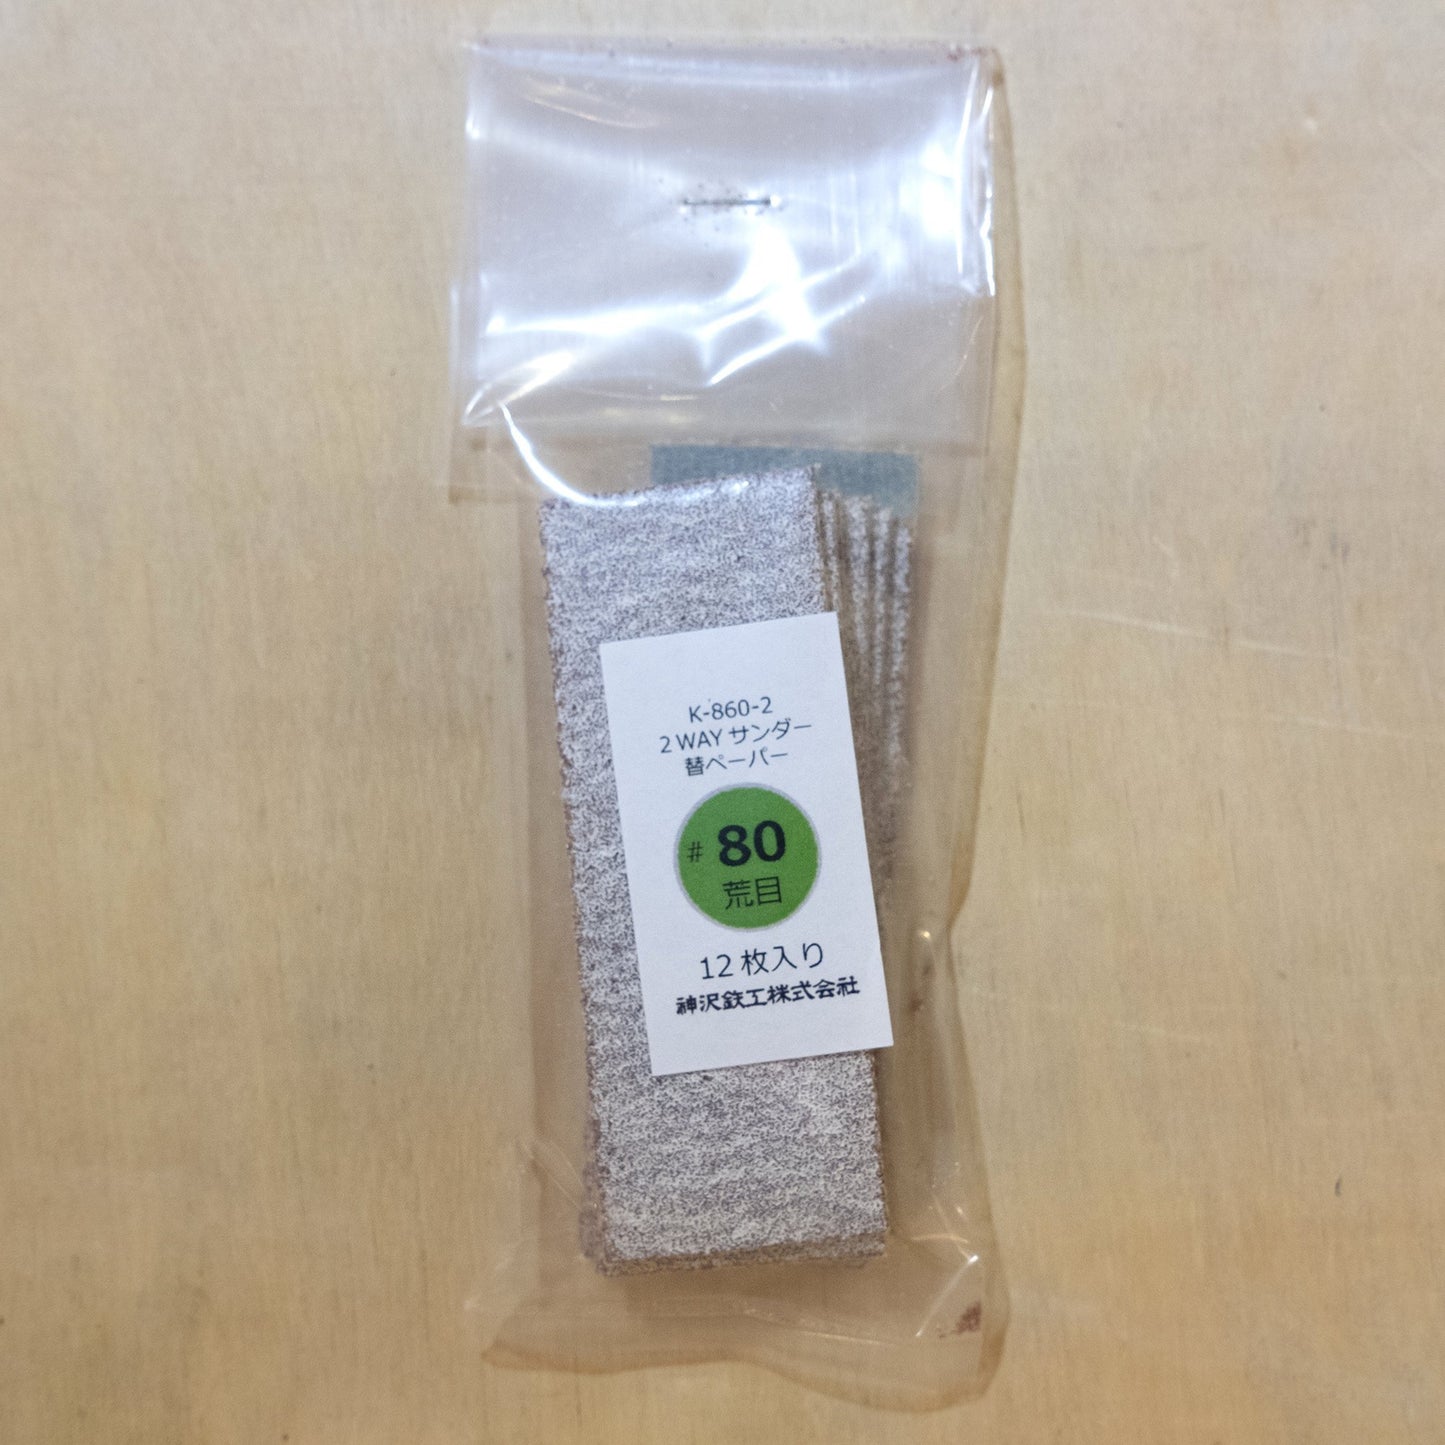 K-860-2
2 WAY サンダー
替ペーパー
# 80
荒目
12 枚入り
神沢鉄工株式会社